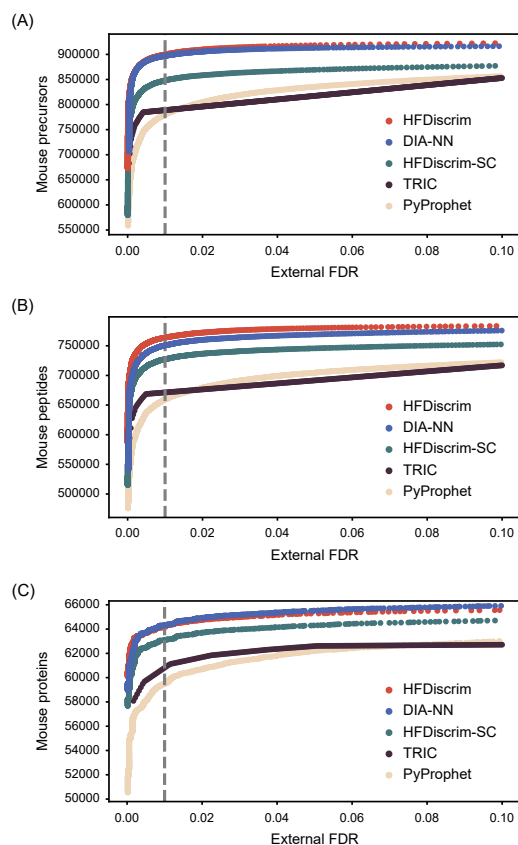 (A)
Mouse precursors
900000
850000
800000
750000
700000
650000
600000
550000
HFDiscrim
DIA-NN
HFDiscrim-SC
TRIC
PyProphet
0.00 0.02 0.04 0.06 0.08 0.10
External FDR
(B)
Mouse peptides
750000
700000
650000
600000
550000
500000
HFDiscrim
DIA-NN
HFDiscrim-SC
TRIC
PyProphet
0.00 0.02 0.04 0.06 0.08 0.10
External FDR
(C)
Mouse proteins
66000
64000
62000
60000
58000
56000
54000
52000
50000
HFDiscrim
DIA-NN
HFDiscrim-SC
TRIC
PyProphet
0.00 0.02 0.04 0.06 0.08 0.10
External FDR